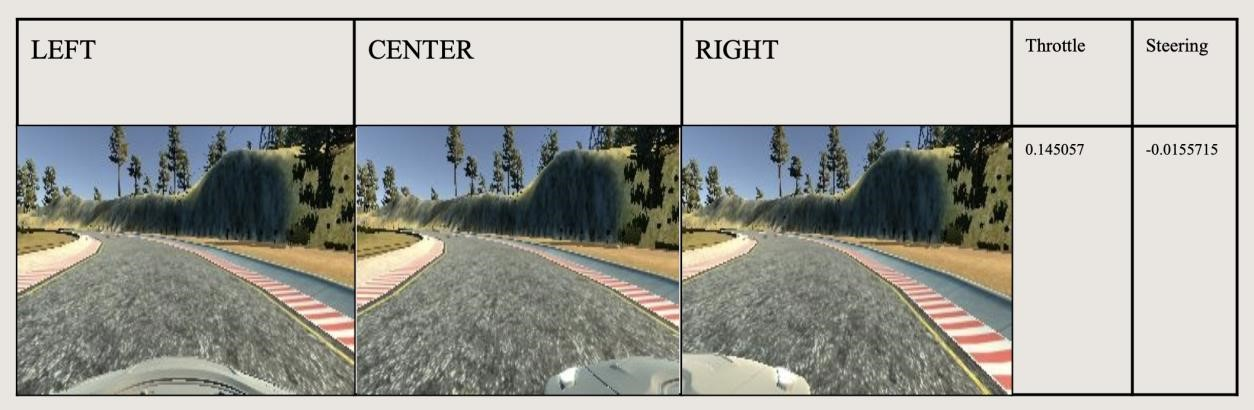 LEFT
CENTER
RIGHT
Throttle
Steering
0.145057
-0.0155715